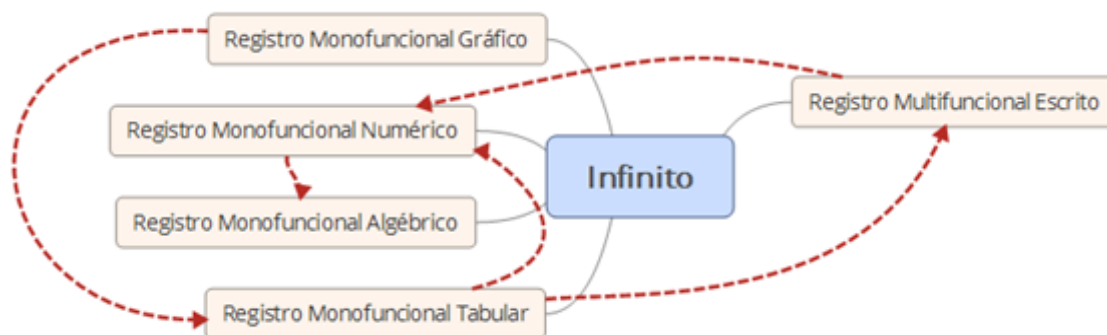 Registro Monofuncional Gráfico
Registro Multifuncional Escrito
Registro Monofuncional Numérico
Infinito
Registro Monofuncional Algébrico
Registro Monofuncional Tabular